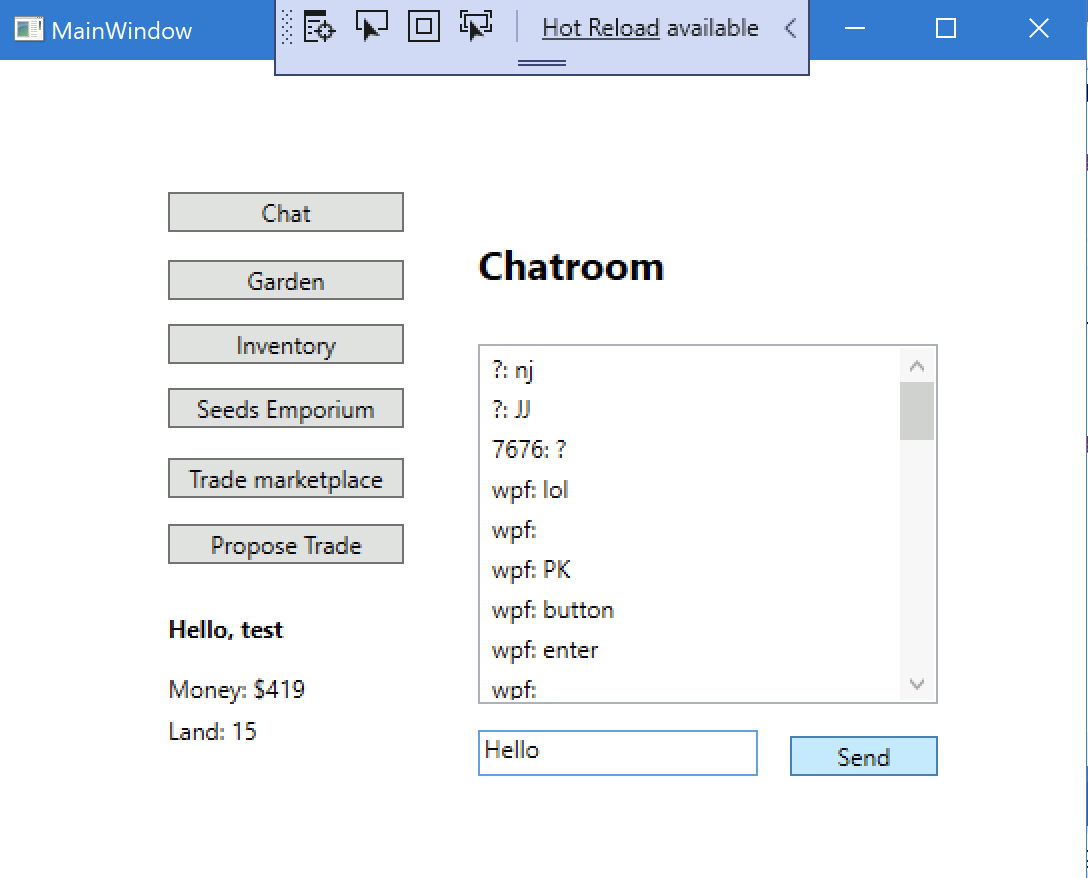 MainWindow
Hot Reload available
Chat
Garden
Inventory
Seeds Emporium
Trade marketplace
Propose Trade
Hello, test
Money: $419
Land: 15
Chatroom
?: nj
?: JJ
7676: ?
wpf: lol
wpf:
wpf: PK
wpf: button
wpf: enter
wpf:
Hello
Send